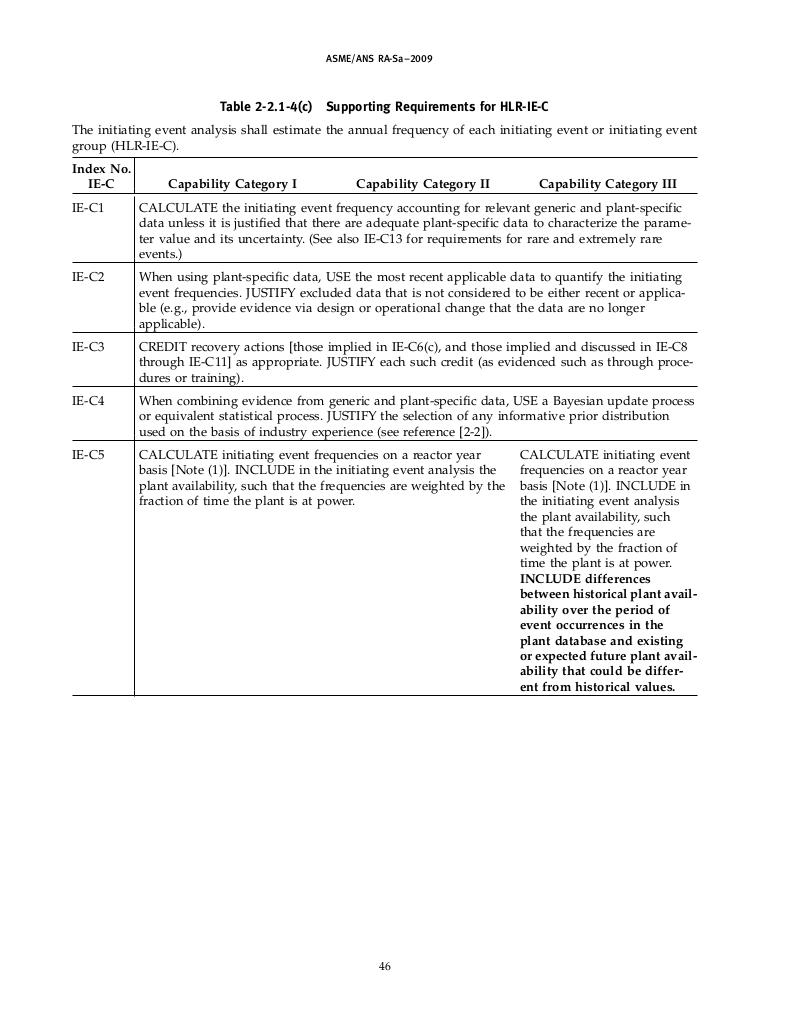 ASME/ANS RA-Sa–2009
Table 2-2.1-4(c) Supporting Requirements for HLR-IE-C
The initiating event analysis shall estimate the annual frequency of each initiating event or initiating event
group (HLR-IE-C).
Index No.
IE-C Capability Category I Capability Category II Capability Category III
IE-C1 CALCULATE the initiating event frequency accounting for relevant generic and plant-specific
data unless it is justified that there are adequate plant-specific data to characterize the parame-
ter value and its uncertainty. (See also IE-C13 for requirements for rare and extremely rare
events.)
IE-C2 When using plant-specific data, USE the most recent applicable data to quantify the initiating
event frequencies. JUSTIFY excluded data that is not considered to be either recent or applica-
ble (e.g., provide evidence via design or operational change that the data are no longer
applicable).
IE-C3 CREDIT recovery actions [those implied in IE-C6(c), and those implied and discussed in IE-C8
through IE-C11] as appropriate. JUSTIFY each such credit (as evidenced such as through proce-
dures or training).
IE-C4 When combining evidence from generic and plant-specific data, USE a Bayesian update process
or equivalent statistical process. JUSTIFY the selection of any informative prior distribution
used on the basis of industry experience (see reference [2-2]).
IE-C5 CALCULATE initiating event frequencies on a reactor year
basis [Note (1)]. INCLUDE in the initiating event analysis the
plant availability, such that the frequencies are weighted by the
fraction of time the plant is at power.
CALCULATE initiating event
frequencies on a reactor year
basis [Note (1)]. INCLUDE in
the initiating event analysis
the plant availability, such
that the frequencies are
weighted by the fraction of
time the plant is at power.
INCLUDE differences
between historical plant avail-
ability over the period of
event occurrences in the
plant database and existing
or expected future plant avail-
ability that could be differ-
ent from historical values.
46